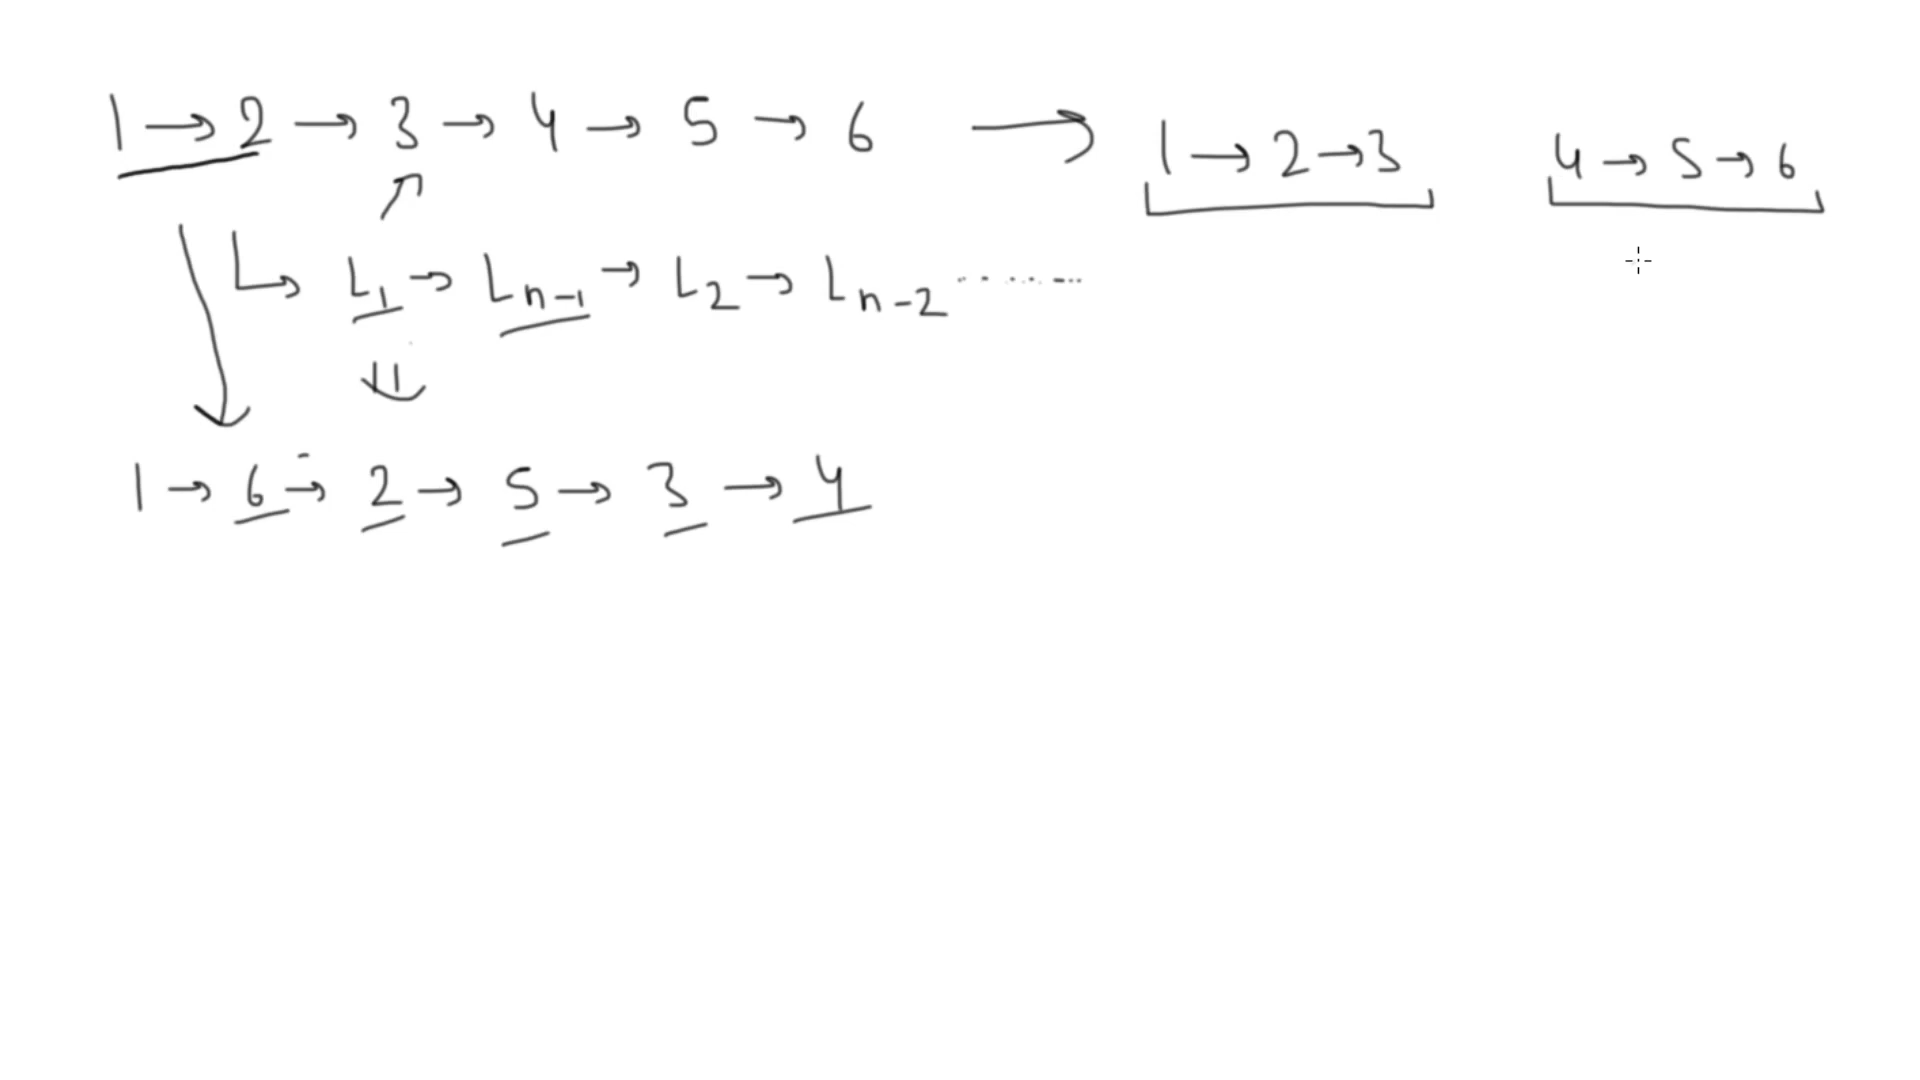 1 → 2 → 3 → 4 → 5 → 6 → 1 → 2 → 3 4 → 5 → 6
L₁ → Lₙ₋₁ → L₂ → Lₙ₋₂ ........
1 → 6 → 2 → 5 → 3 → 4